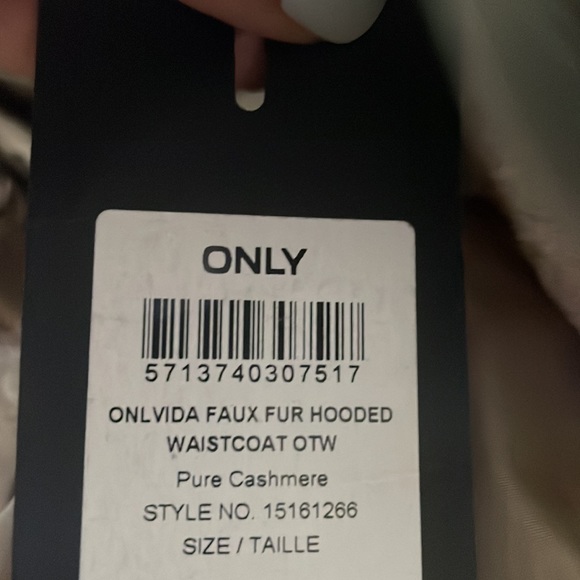 ONLY
5713740307517
ONLVIDA FAUX FUR HOODED
WAISTCOAT OTW
Pure Cashmere
STYLE NO. 15161266
SIZE / TAILLE